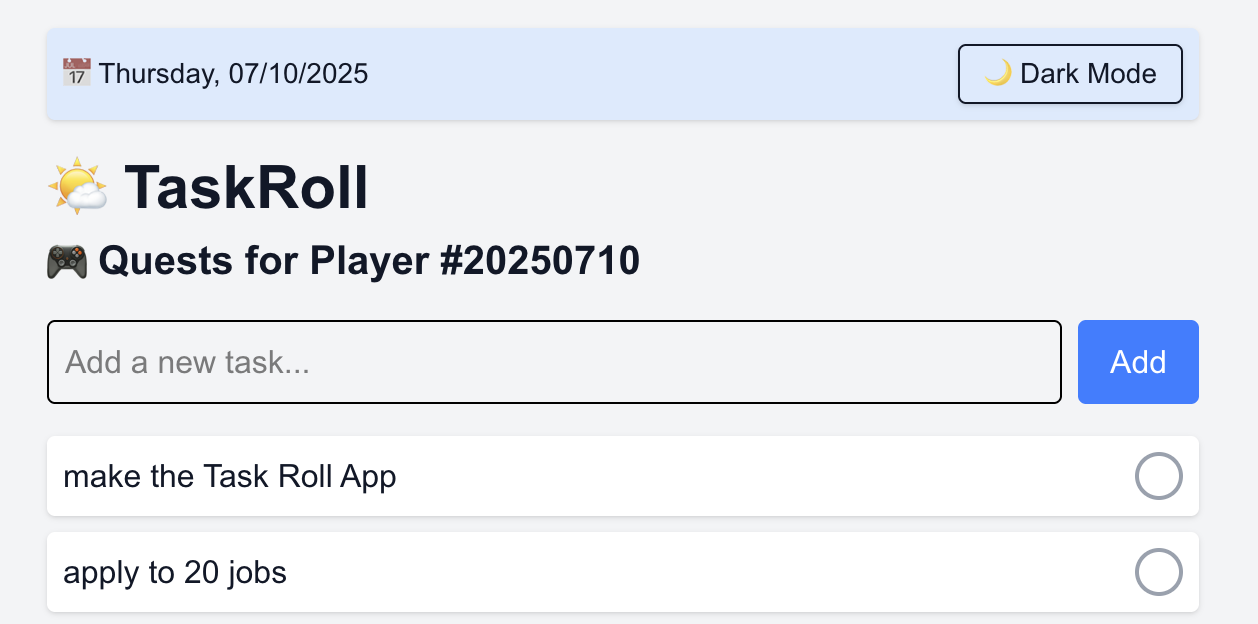 📅 Thursday, 07/10/2025
🌙 Dark Mode
🌤️ TaskRoll
🎮 Quests for Player #20250710
Add a new task...
Add
make the Task Roll App
apply to 20 jobs